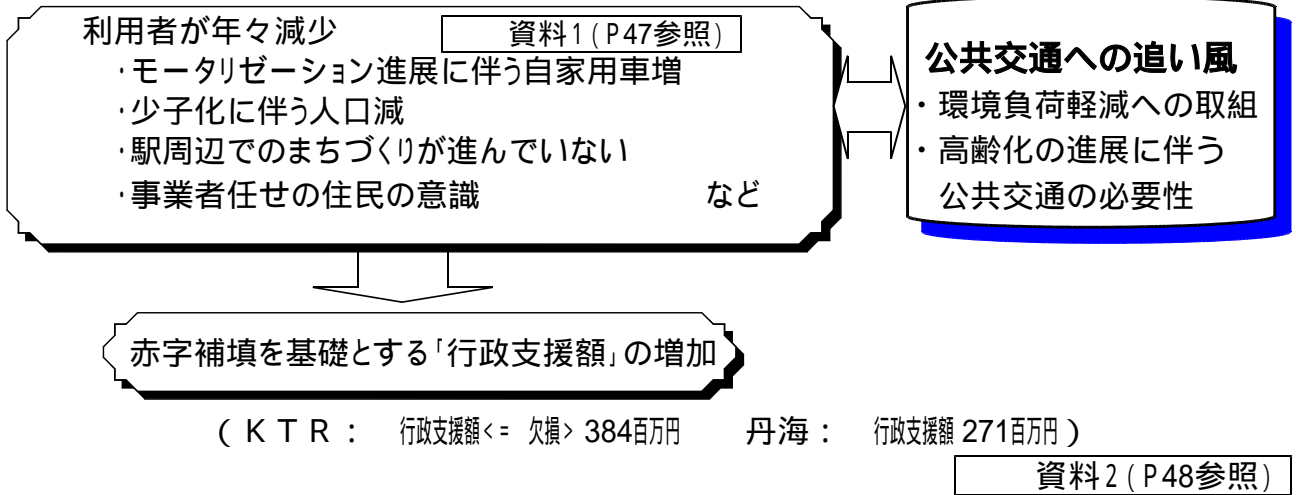 利用者が年々減少
資料1(P47参照)
・モータリゼーション進展に伴う自家用車増
・少子化に伴う人口減
・駅周辺でのまちづくりが進んでいない
・事業者任せの住民の意識 など
公共交通への追い風
・環境負荷軽減への取組
・高齢化の進展に伴う
公共交通の必要性
赤字補填を基礎とする「行政支援額」の増加
(KTR: 行政支援額<= 欠損> 384百万円 丹海: 行政支援額 271百万円)
資料2(P48参照)